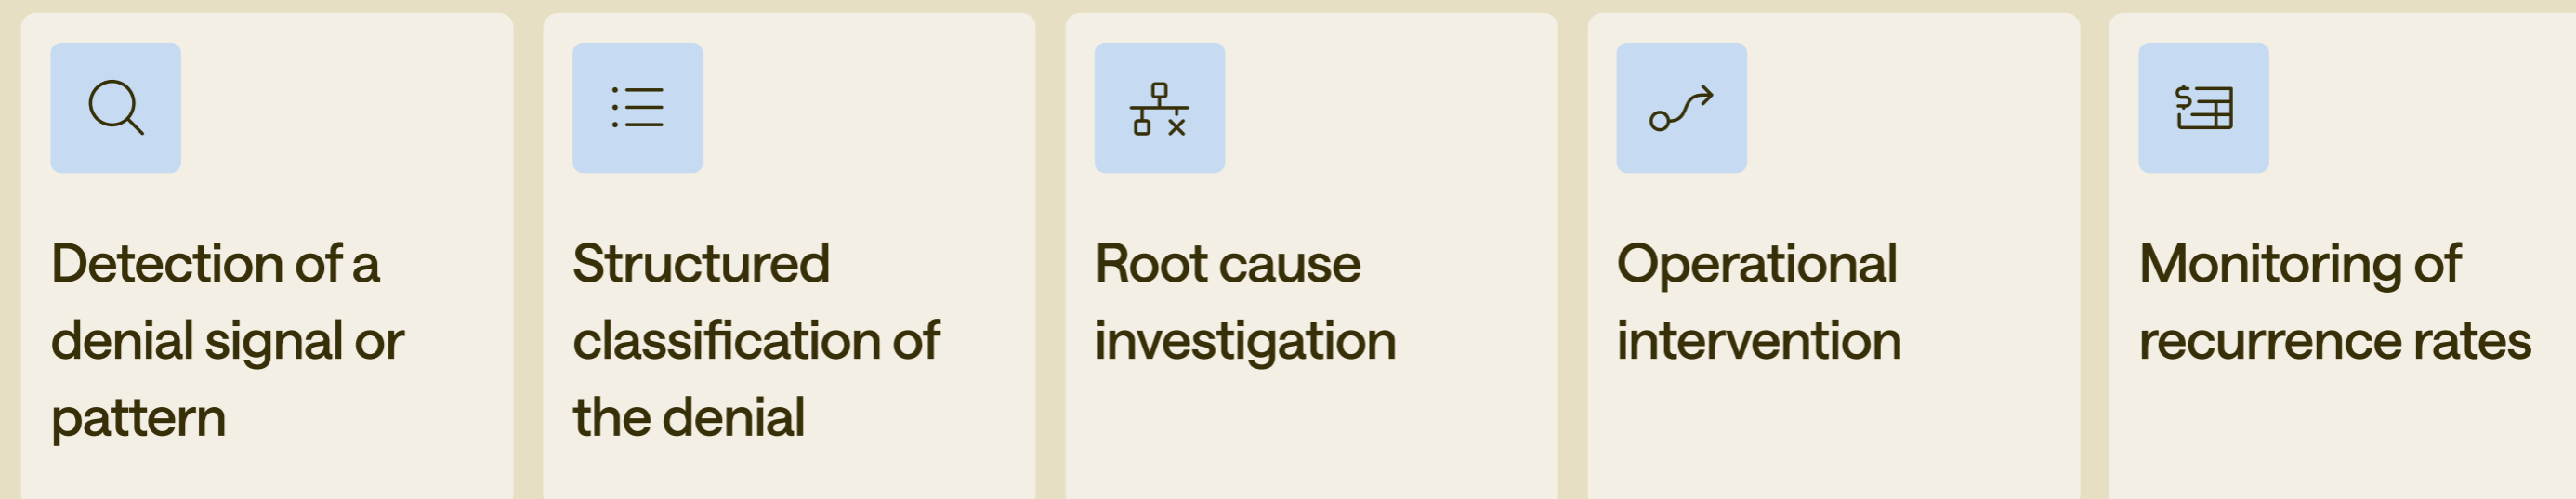 Detection of a
denial signal or
pattern
Structured
classification of
the denial
Root cause
investigation
Operational
intervention
Monitoring of
recurrence rates